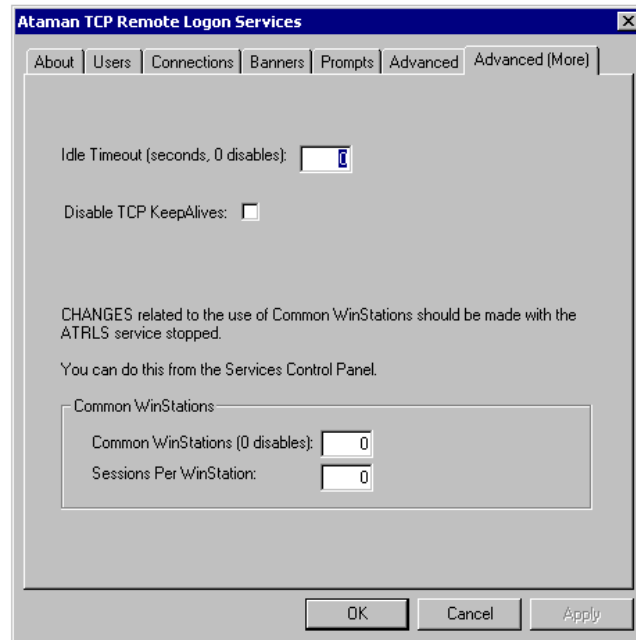 Ataman TCP Remote Logon Services
About Users Connections Banners Prompts Advanced Advanced (More)
Idle Timeout (seconds, 0 disables): 0
Disable TCP KeepAlives:
CHANGES related to the use of Common WinStations should be made with the
ATRLS service stopped.
You can do this from the Services Control Panel.
Common WinStations
Common WinStations (0 disables): 0
Sessions Per WinStation: 0
OK Cancel Apply